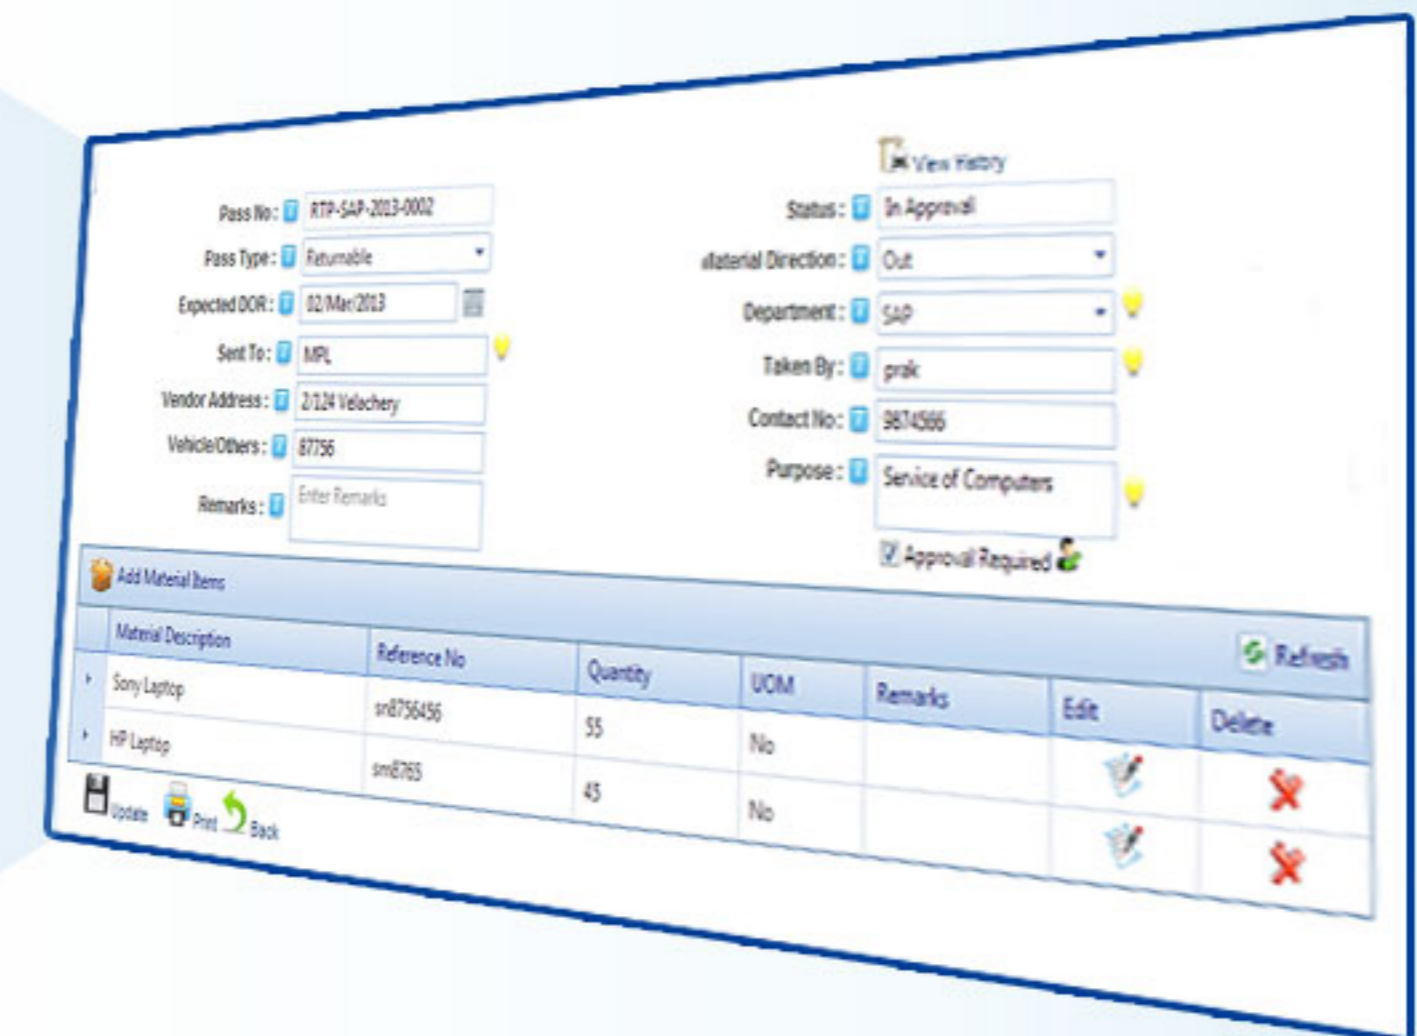 View History
Pass No : RTP-SAP-2013-0002
Status : In Approval
Pass Type : Returnable
Material Direction : Out
Expected DOR : 02/Mar/2013
Department : SAP
Sent To : MPL
Taken By : prak
Vendor Address : 2/124 Velachery
Contact No : 9874566
Vehicle/Others : 87756
Purpose : Service of Computers
Remarks : Enter Remarks
Approval Required
Add Material Items
Refresh
Material Description Reference No Quantity UOM Remarks Edit Delete
Sony Laptop sn8756456 55 No
HP Laptop sm8765 45 No
Update Print Back